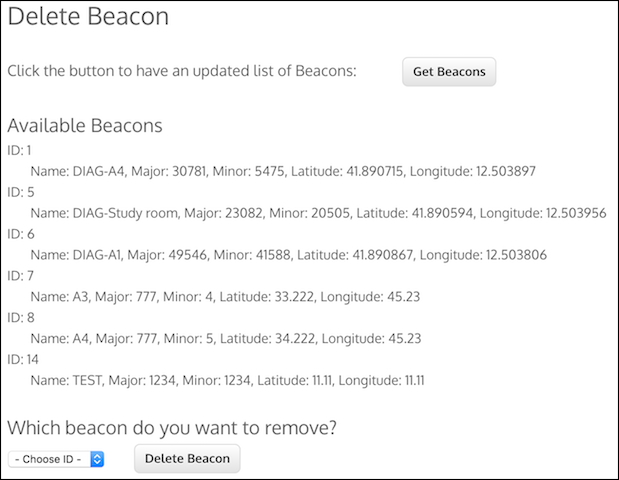 Delete Beacon
Click the button to have an updated list of Beacons: Get Beacons
Available Beacons
ID: 1
Name: DIAG-A4, Major: 30781, Minor: 5475, Latitude: 41.890715, Longitude: 12.503897
ID: 5
Name: DIAG-Study room, Major: 23082, Minor: 20505, Latitude: 41.890594, Longitude: 12.503956
ID: 6
Name: DIAG-A1, Major: 49546, Minor: 41588, Latitude: 41.890867, Longitude: 12.503806
ID: 7
Name: A3, Major: 777, Minor: 4, Latitude: 33.222, Longitude: 45.23
ID: 8
Name: A4, Major: 777, Minor: 5, Latitude: 34.222, Longitude: 45.23
ID: 14
Name: TEST, Major: 1234, Minor: 1234, Latitude: 11.11, Longitude: 11.11
Which beacon do you want to remove?
- Choose ID - Delete Beacon